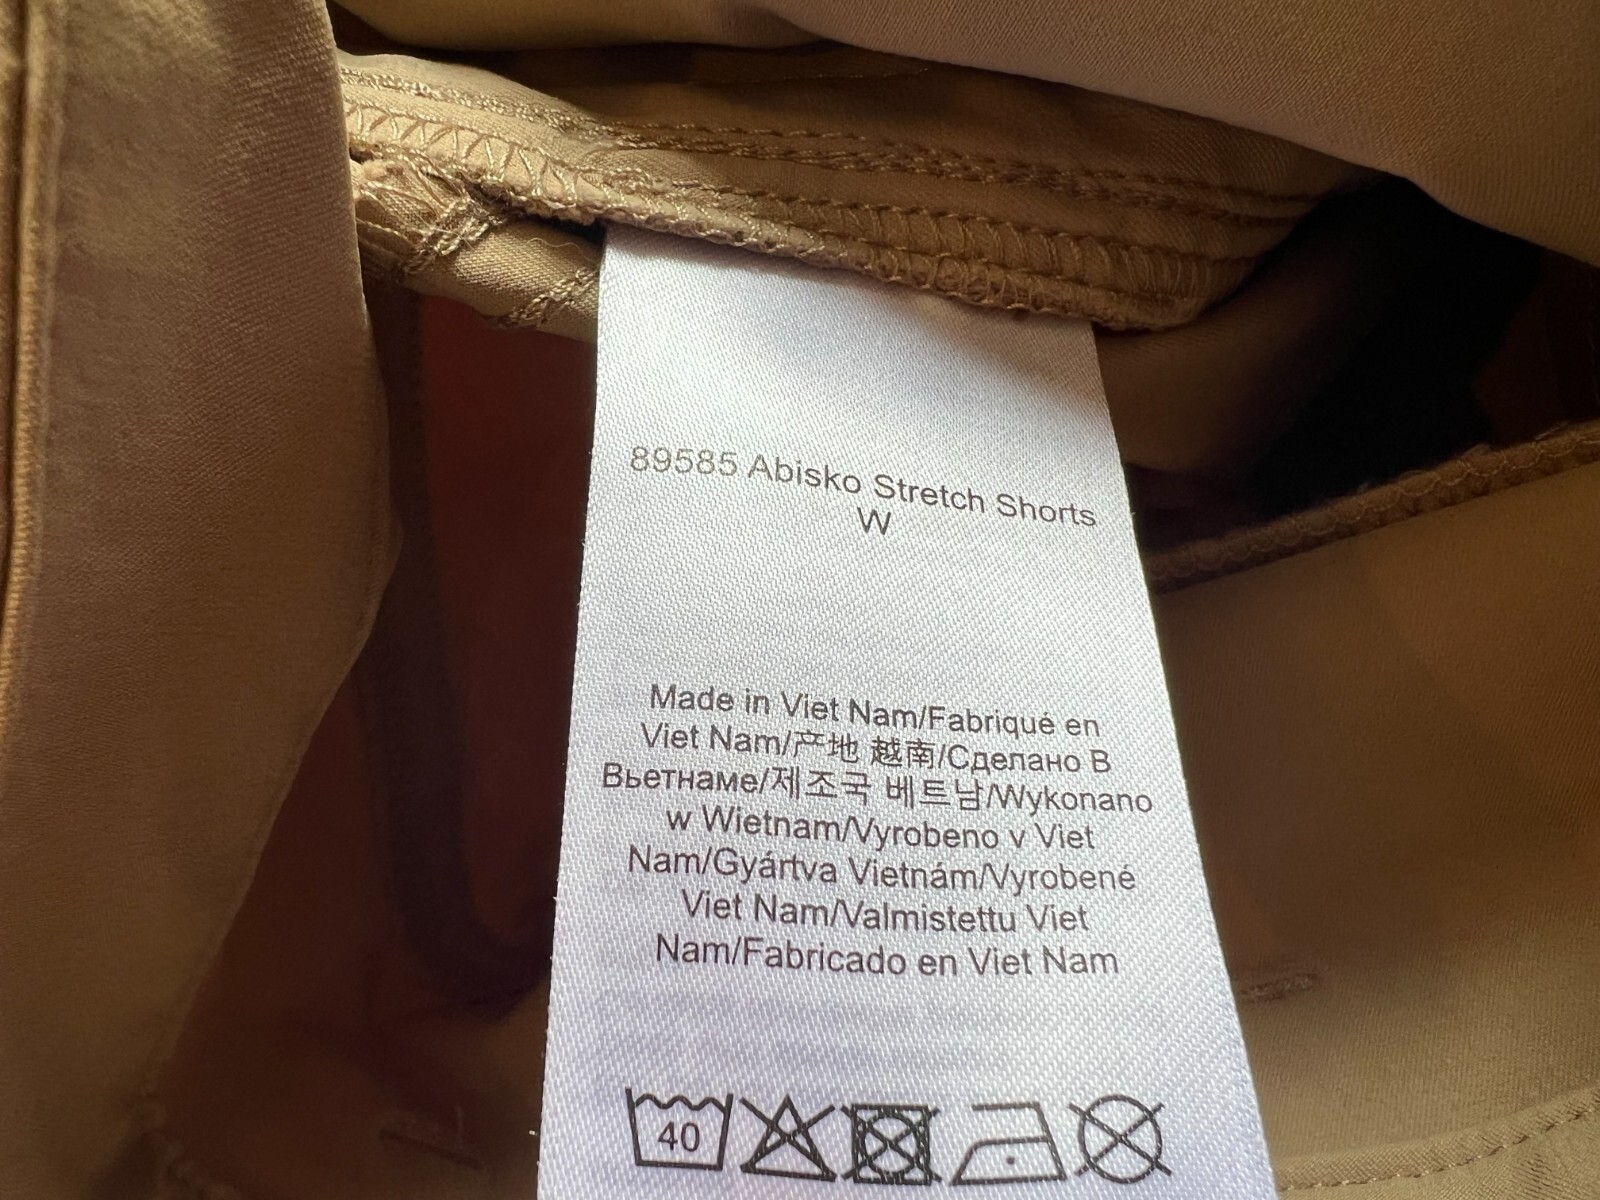 89585 Abisko Stretch Shorts
W
Made in Viet Nam/Fabriqué en
Viet Nam/产地 越南/Сделано В
Вьетнаме/제조국 베트남/Wykonano
w Wietnam/Vyrobeno v Viet
Nam/Gyártva Vietnám/Vyrobené
Viet Nam/Valmistettu Viet
Nam/Fabricado en Viet Nam
40